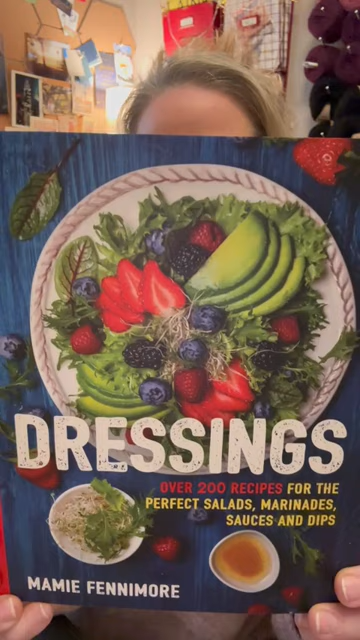 DRESSINGS
OVER 200 RECIPES FOR THE
PERFECT SALADS, MARINADES,
SAUCES AND DIPS
MAMIE FENNIMORE